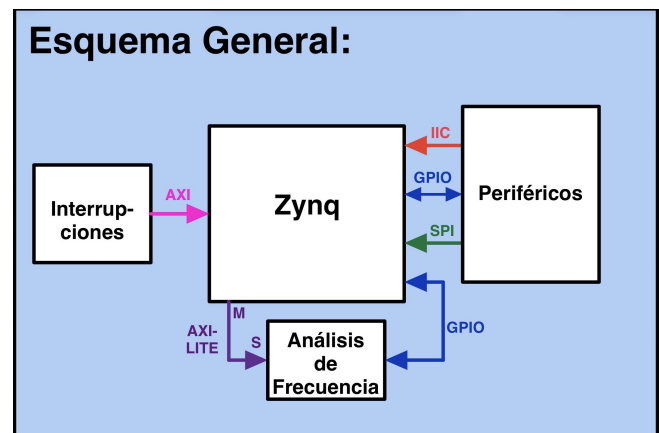 Esquema General:
IIC
AXI
Interrup-
ciones
Zynq
GPIO
Periféricos
SPI
M
AXI-
LITE
S
Análisis
de
Frecuencia
GPIO